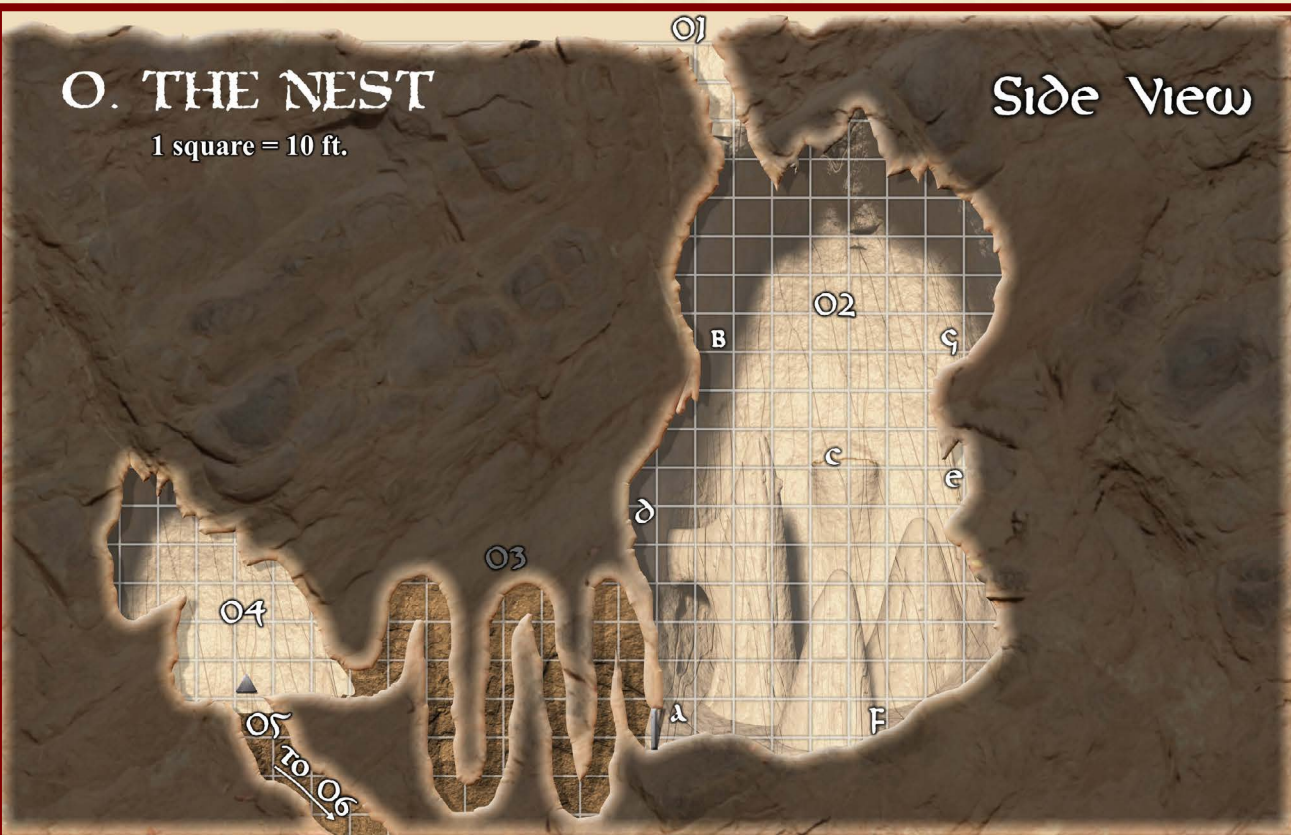 O1
O. THE NEST
Side View
1 square = 10 ft.
O2
B
G
C
e
d
O3
O4
A
F
O5
to O6